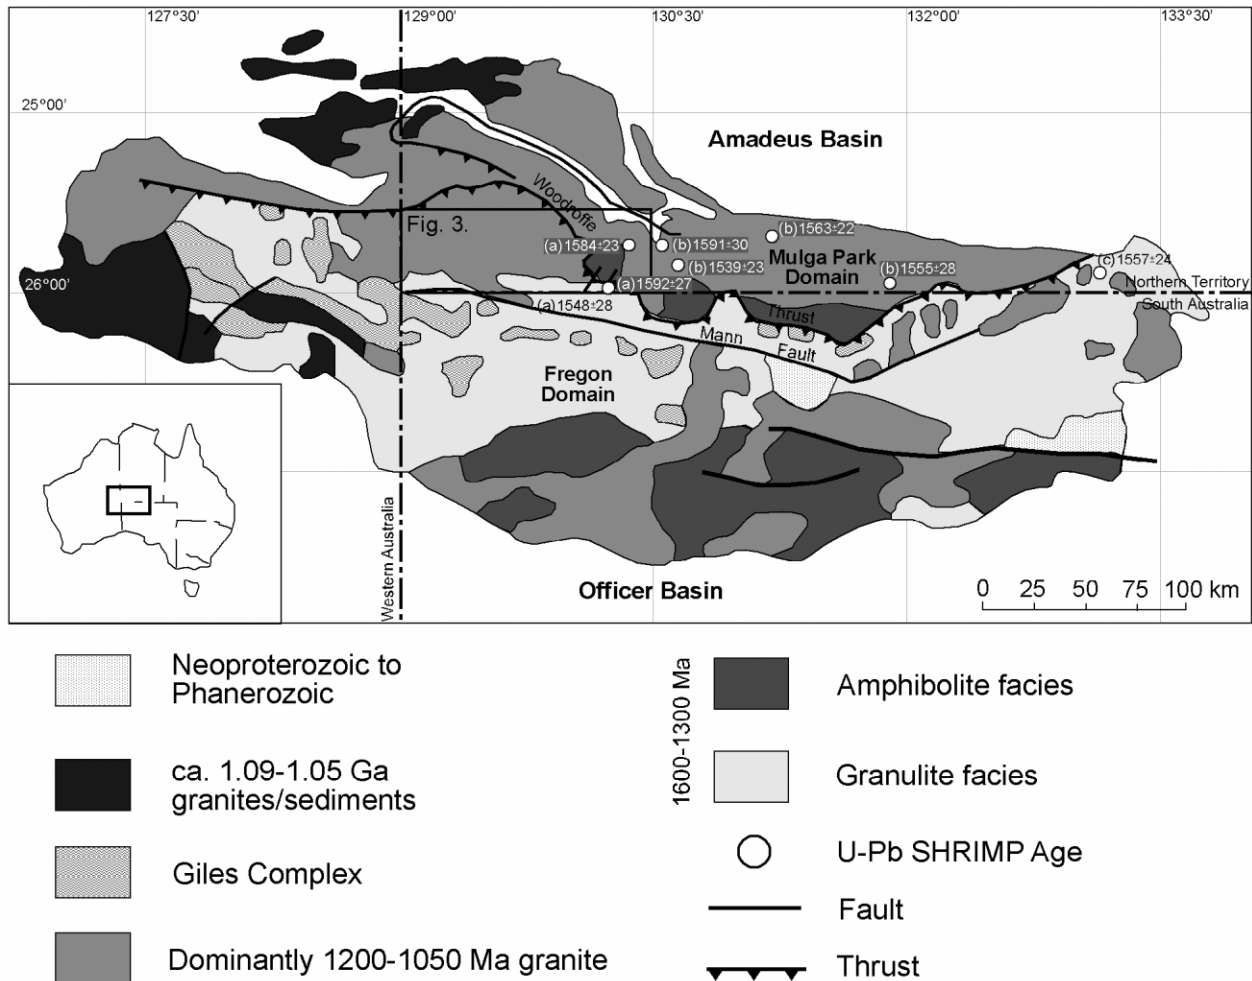 127°30'
129°00'
130°30'
132°00'
133°30'
25°00'
Amadeus Basin
Woodroffe
Fig. 3.
(b)1563±22
(a)1584±23
(b)1591±30
Mulga Park
Domain
(c)1557±24
(b)1539±23
(b)1555±28
26°00'
(a)1592±27
Northern Territory
South Australia
(a)1548±28
Thrust
Mann
Fault
Fregon
Domain
Western Australia
Officer Basin
0 25 50 75 100 km
Neoproterozoic to
Phanerozoic
ca. 1.09-1.05 Ga
granites/sediments
Giles Complex
Dominantly 1200-1050 Ma granite
1600-1300 Ma
Amphibolite facies
Granulite facies
U-Pb SHRIMP Age
Fault
Thrust